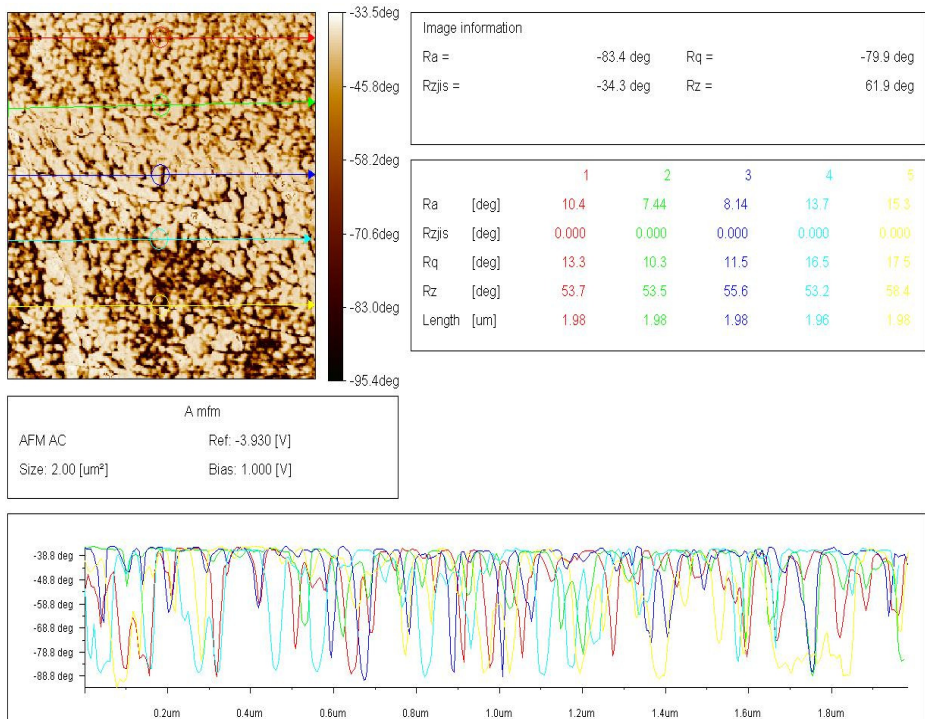 -33.5deg
-45.8deg
-58.2deg
-70.6deg
-83.0deg
-95.4deg
Image information
Ra = -83.4 deg Rq = -79.9 deg
Rzjis = -34.3 deg Rz = 61.9 deg
1 2 3 4 5
Ra [deg] 10.4 7.44 8.14 13.7 15.3
Rzjis [deg] 0.000 0.000 0.000 0.000 0.000
Rq [deg] 13.3 10.3 11.5 16.5 17.5
Rz [deg] 53.7 53.5 55.6 53.2 58.4
Length [um] 1.98 1.98 1.98 1.96 1.98
A mfm
AFM AC Ref: -3.930 [V]
Size: 2.00 [um²] Bias: 1.000 [V]
-38.8 deg
-48.8 deg
-58.8 deg
-68.8 deg
-78.8 deg
-88.8 deg
0.2um 0.4um 0.6um 0.8um 1.0um 1.2um 1.4um 1.6um 1.8um